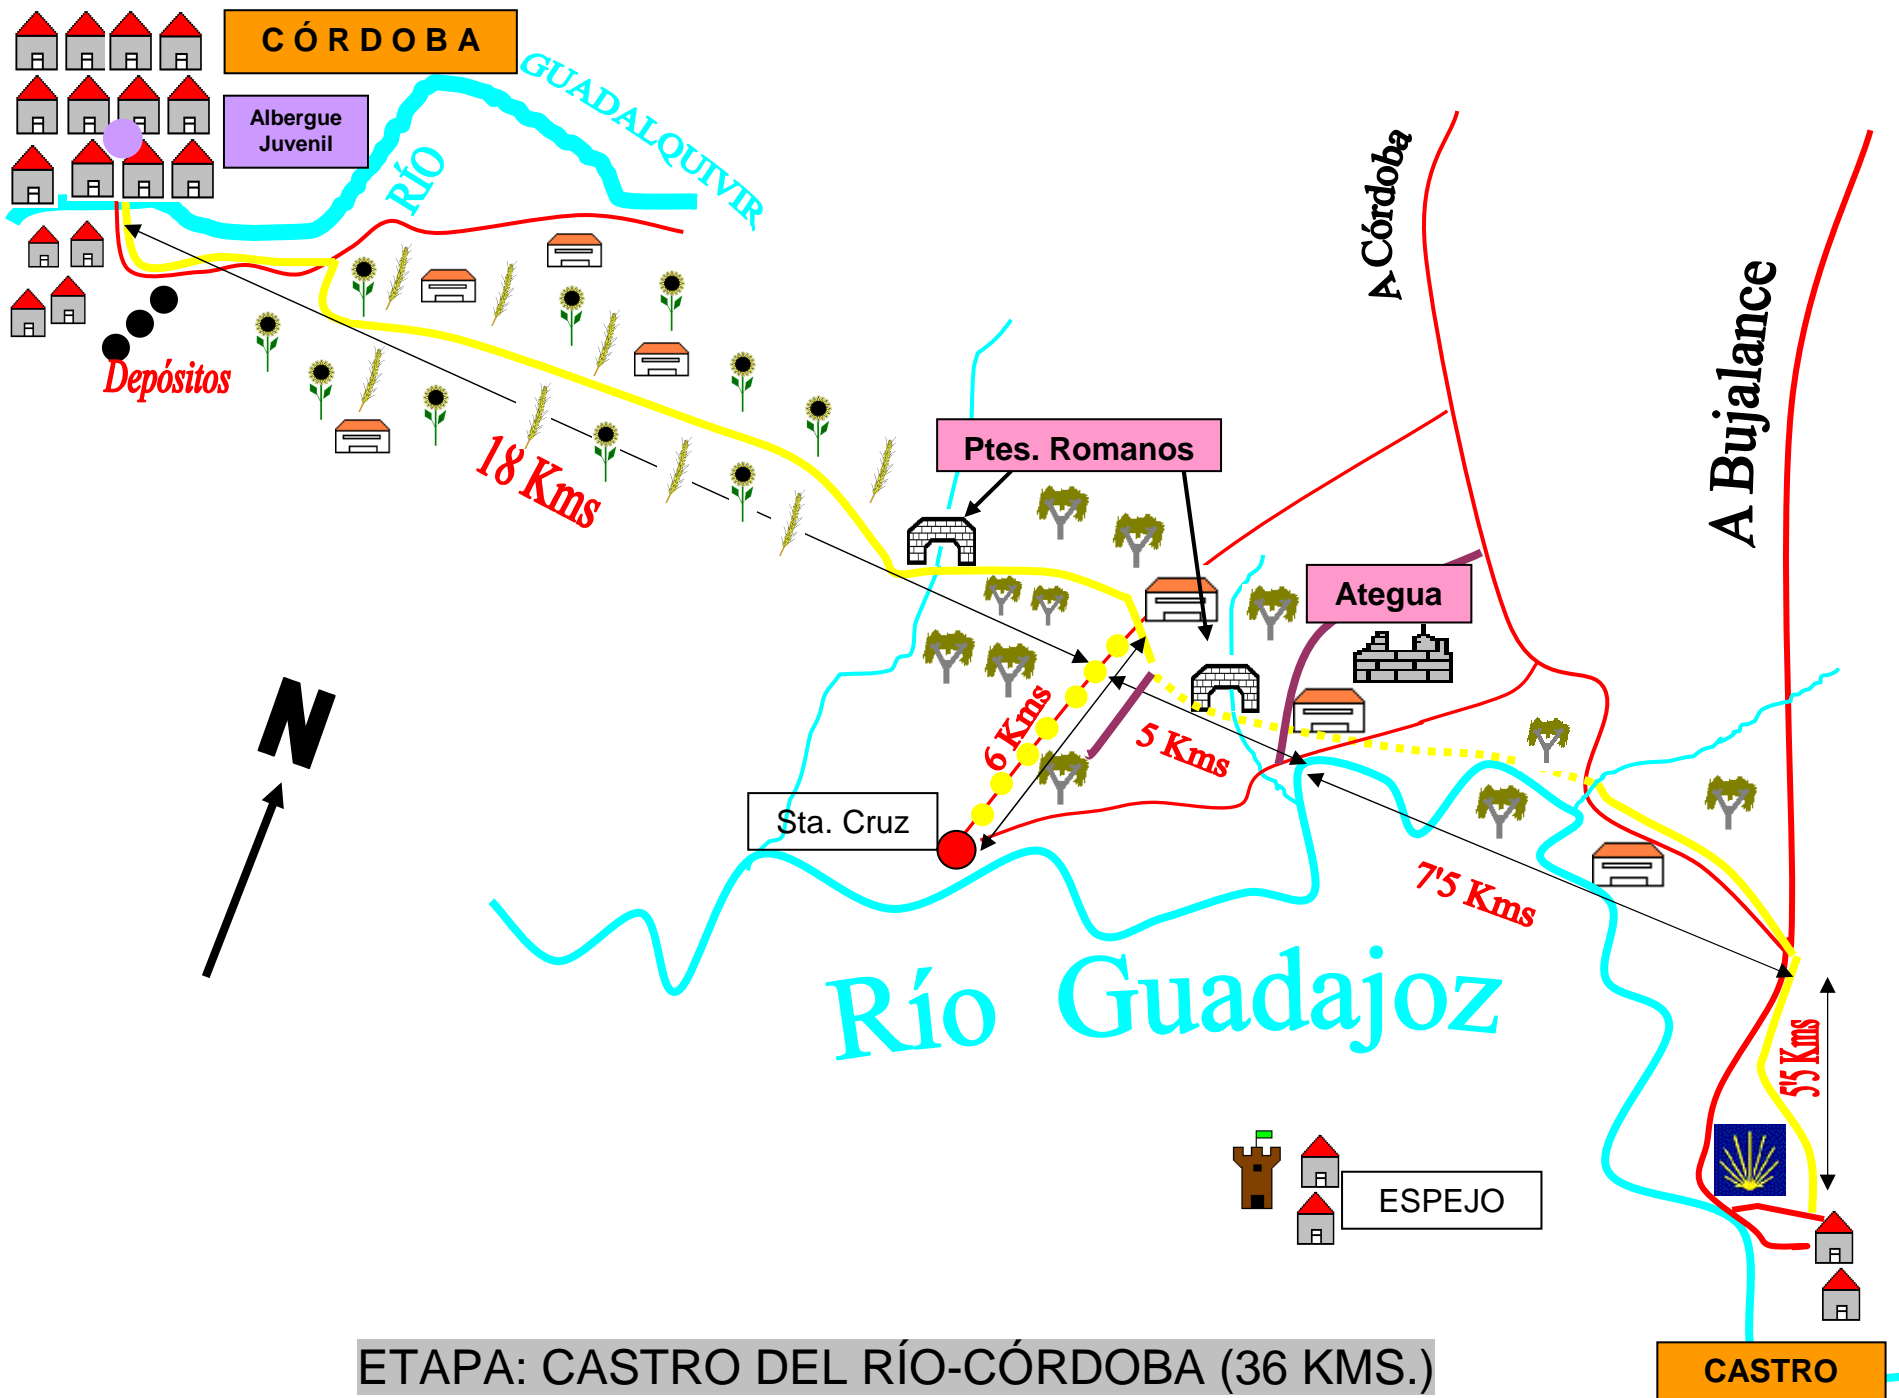 CÓRDOBA
Albergue
Juvenil
RÍO
GUADALQUIVIR
A Córdoba
A Bujalance
Depósitos
18 Kms
Ptes. Romanos
Ategua
N
6 Kms
5 Kms
Sta. Cruz
7'5 Kms
Río Guadajoz
5'5 Kms
ESPEJO
ETAPA: CASTRO DEL RÍO-CÓRDOBA (36 KMS.)
CASTRO